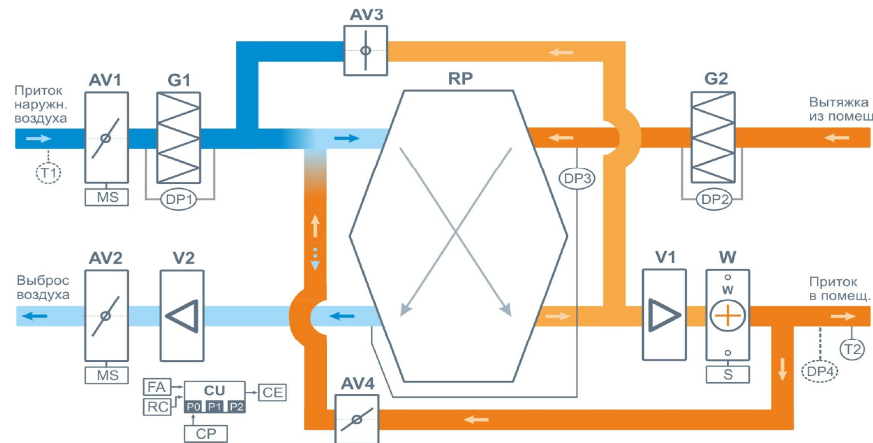 AV3
AV1
G1
RP
G2
Приток
наружн.
воздуха
Вытяжка
из помещ.
T1
MS
DP1
DP3
DP2
AV2
V2
V1
W
Выброс
воздуха
w
Приток
в помещ.
MS
T2
DP4
S
FA
CU
CE
RC
P0 P1 P2
CP
AV4